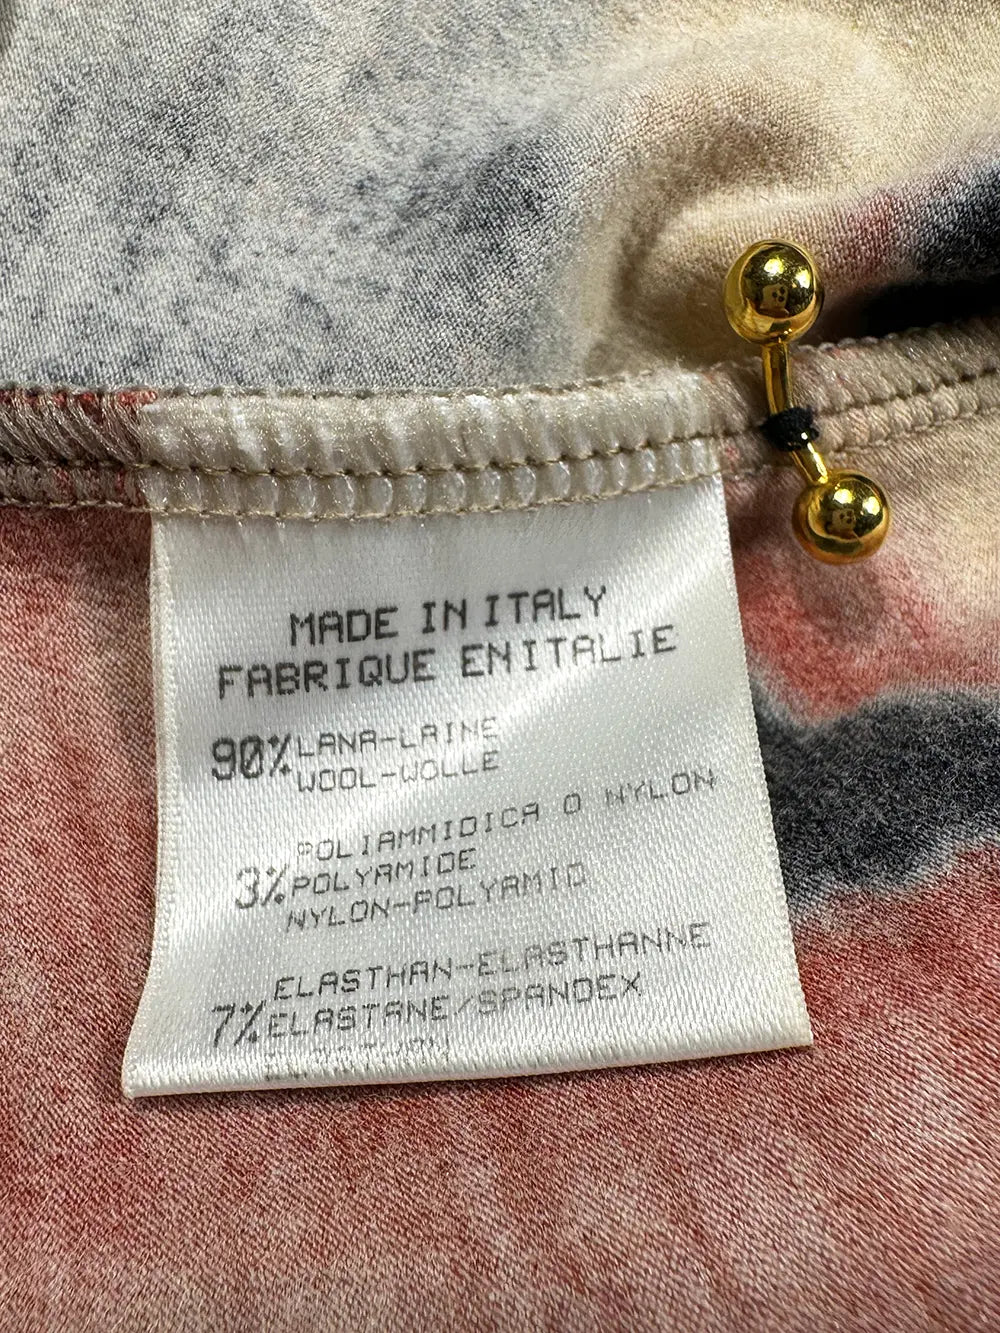 MADE IN ITALY
FABRIQUE EN ITALIE
90% LANA-LAINE
WOOL-WOLLE
POLIAMMIDICA O NYLON
3% POLYAMIDE
NYLON-POLYAMID
ELASTHAN-ELASTHANNE
7% ELASTANE/SPANDEX